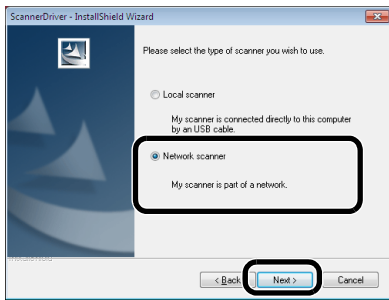 ScannerDriver - InstallShield Wizard
Please select the type of scanner you wish to use.
Local scanner
My scanner is connected directly to this computer
by an USB cable.
Network scanner
My scanner is part of a network.
InstallShield
< Back
Next >
Cancel